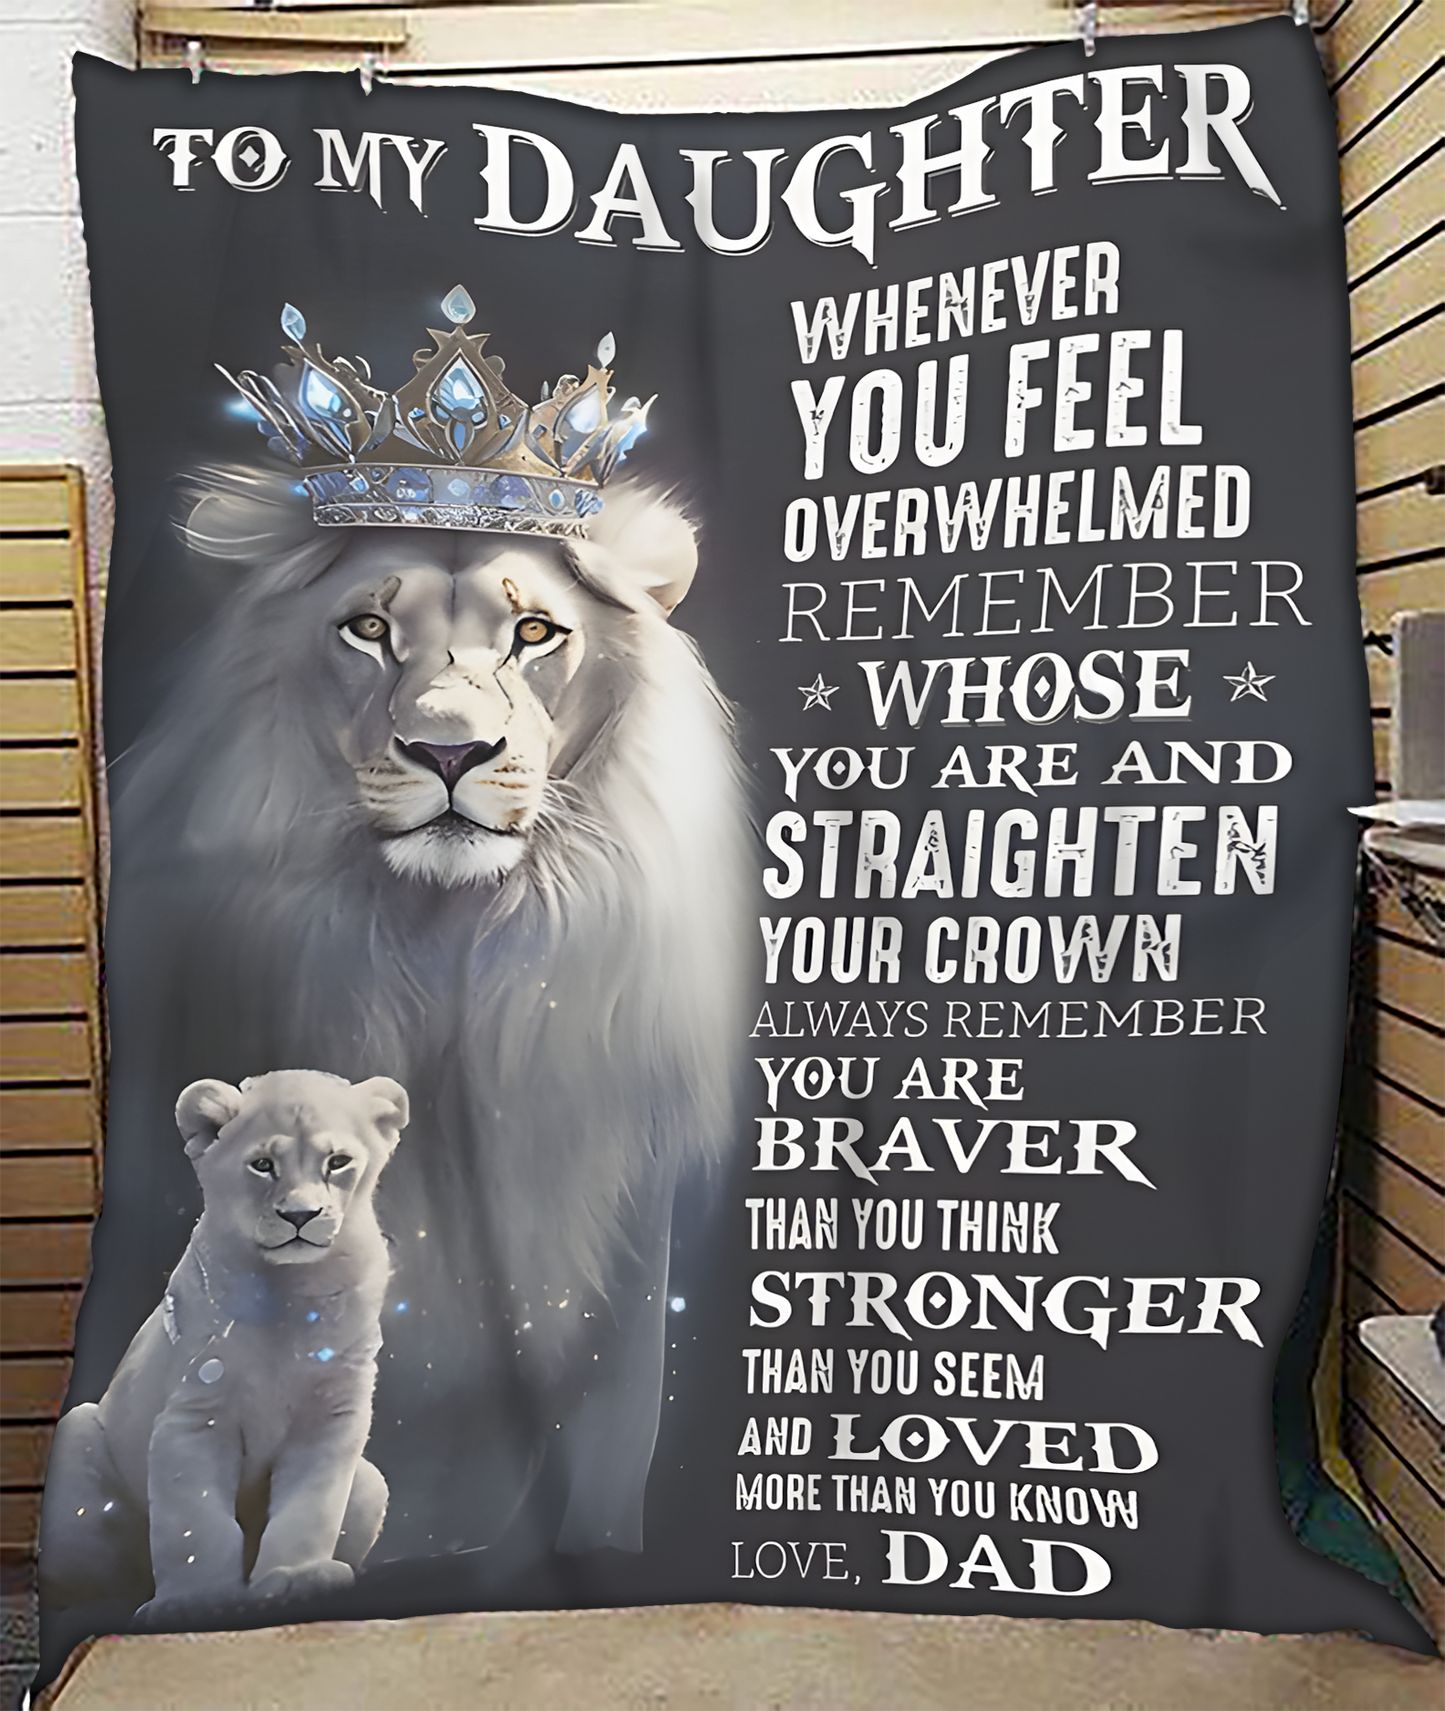 TO MY DAUGHTER
WHENEVER
YOU FEEL
OVERWHELMED
REMEMBER
WHOSE
YOU ARE AND
STRAIGHTEN
YOUR CROWN
ALWAYS REMEMBER
YOU ARE
BRAVER
THAN YOU THINK
STRONGER
THAN YOU SEEM
AND LOVED
MORE THAN YOU KNOW
LOVE, DAD